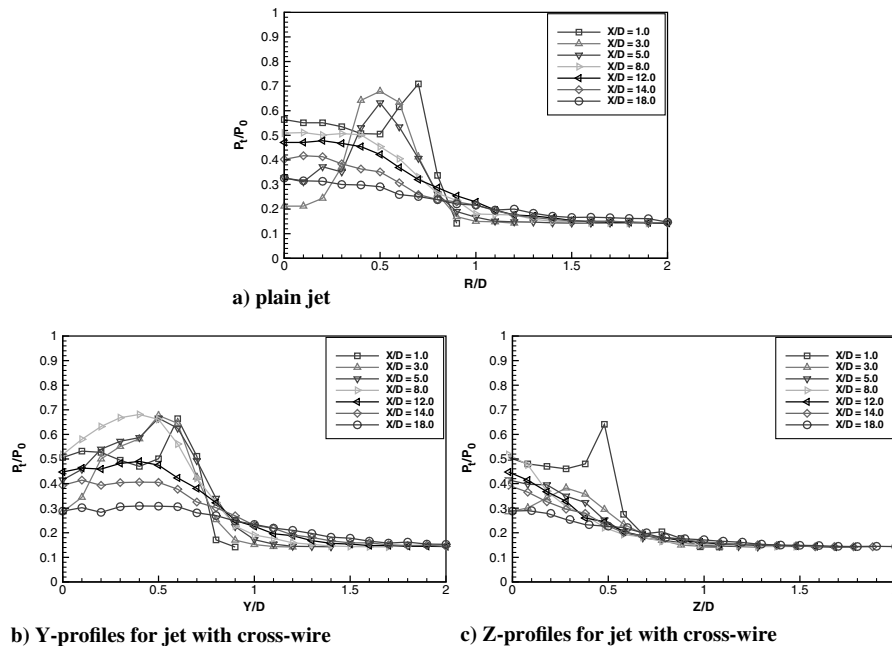 1
0.9
0.8
0.7
0.6
0.5
0.4
0.3
0.2
0.1
0
Pt/P0
0 0.5 1 1.5 2
R/D
X/D = 1.0
X/D = 3.0
X/D = 5.0
X/D = 8.0
X/D = 12.0
X/D = 14.0
X/D = 18.0
a) plain jet
1
0.9
0.8
0.7
0.6
0.5
0.4
0.3
0.2
0.1
0
Pt/P0
0 0.5 1 1.5 2
Y/D
X/D = 1.0
X/D = 3.0
X/D = 5.0
X/D = 8.0
X/D = 12.0
X/D = 14.0
X/D = 18.0
b) Y-profiles for jet with cross-wire
1
0.9
0.8
0.7
0.6
0.5
0.4
0.3
0.2
0.1
0
Pt/P0
0 0.5 1 1.5
Z/D
X/D = 1.0
X/D = 3.0
X/D = 5.0
X/D = 8.0
X/D = 12.0
X/D = 14.0
X/D = 18.0
c) Z-profiles for jet with cross-wire